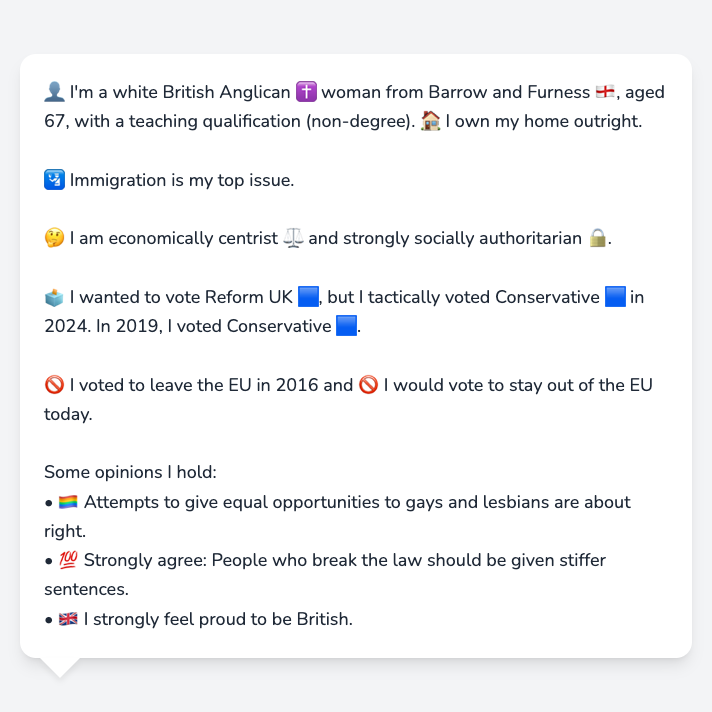 👤 I'm a white British Anglican ✝️ woman from Barrow and Furness 🏴󠁧󠁢󠁥󠁮󠁧󠁿, aged
67, with a teaching qualification (non-degree). 🏠 I own my home outright.
🛂 Immigration is my top issue.
🤔 I am economically centrist ⚖️ and strongly socially authoritarian 🔒.
🗳️ I wanted to vote Reform UK 🟦, but I tactically voted Conservative 🟦 in
2024. In 2019, I voted Conservative 🟦.
🚫 I voted to leave the EU in 2016 and 🚫 I would vote to stay out of the EU
today.
Some opinions I hold:
• 🏳️‍🌈 Attempts to give equal opportunities to gays and lesbians are about
right.
• 💯 Strongly agree: People who break the law should be given stiffer
sentences.
• 🇬🇧 I strongly feel proud to be British.